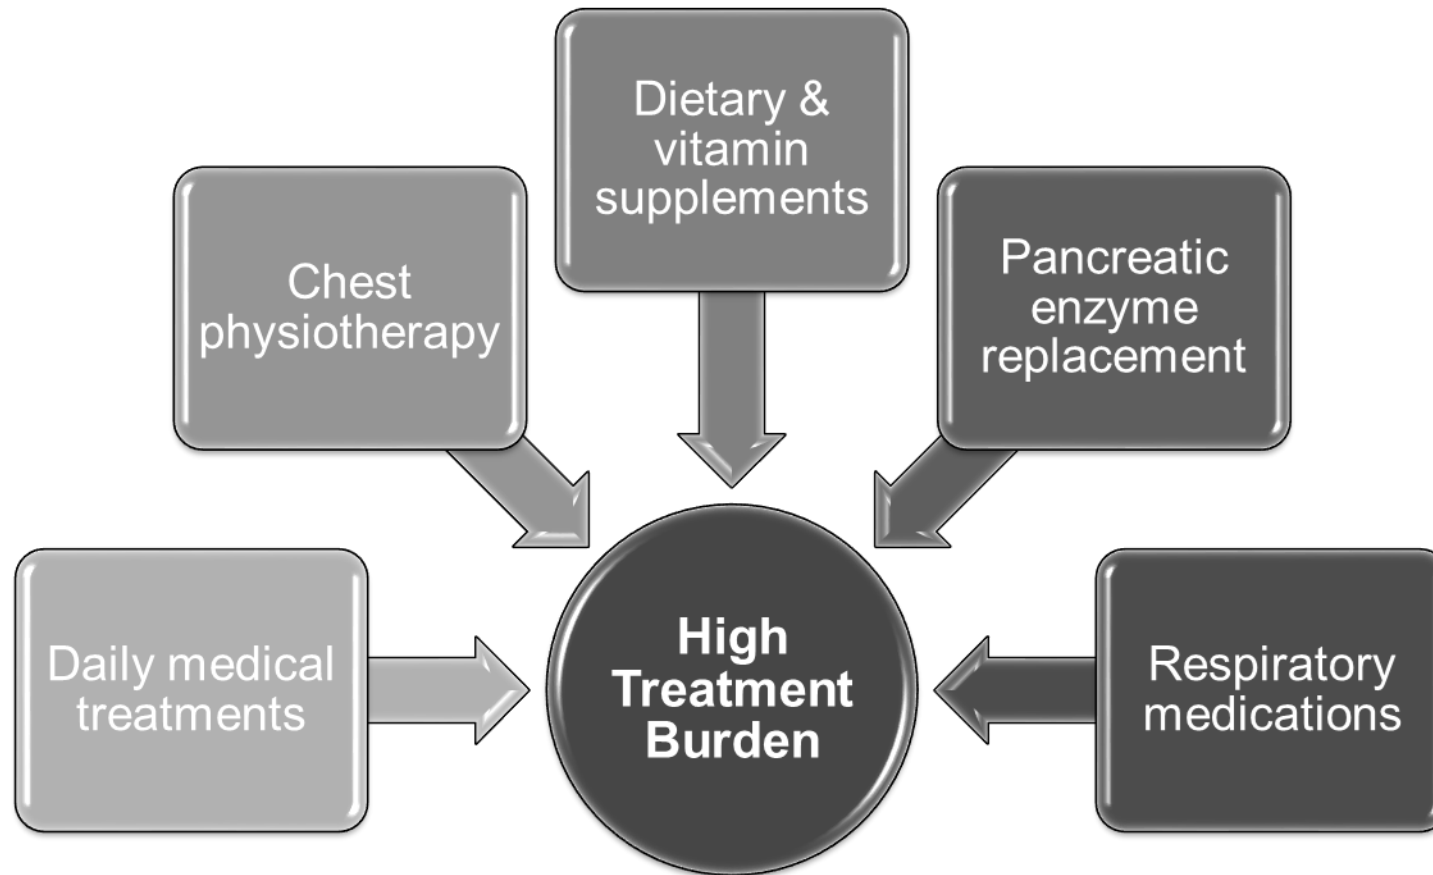 Dietary &
vitamin
supplements
Chest
physiotherapy
Pancreatic
enzyme
replacement
Daily medical
treatments
High
Treatment
Burden
Respiratory
medications